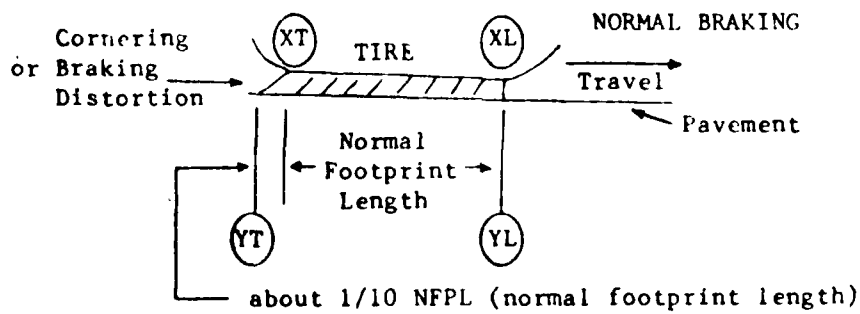 NORMAL BRAKING
Cornering
or Braking
Distortion
XT
TIRE
XL
Travel
Pavement
Normal
Footprint
Length
YT
YL
about 1/10 NFPL (normal footprint length)